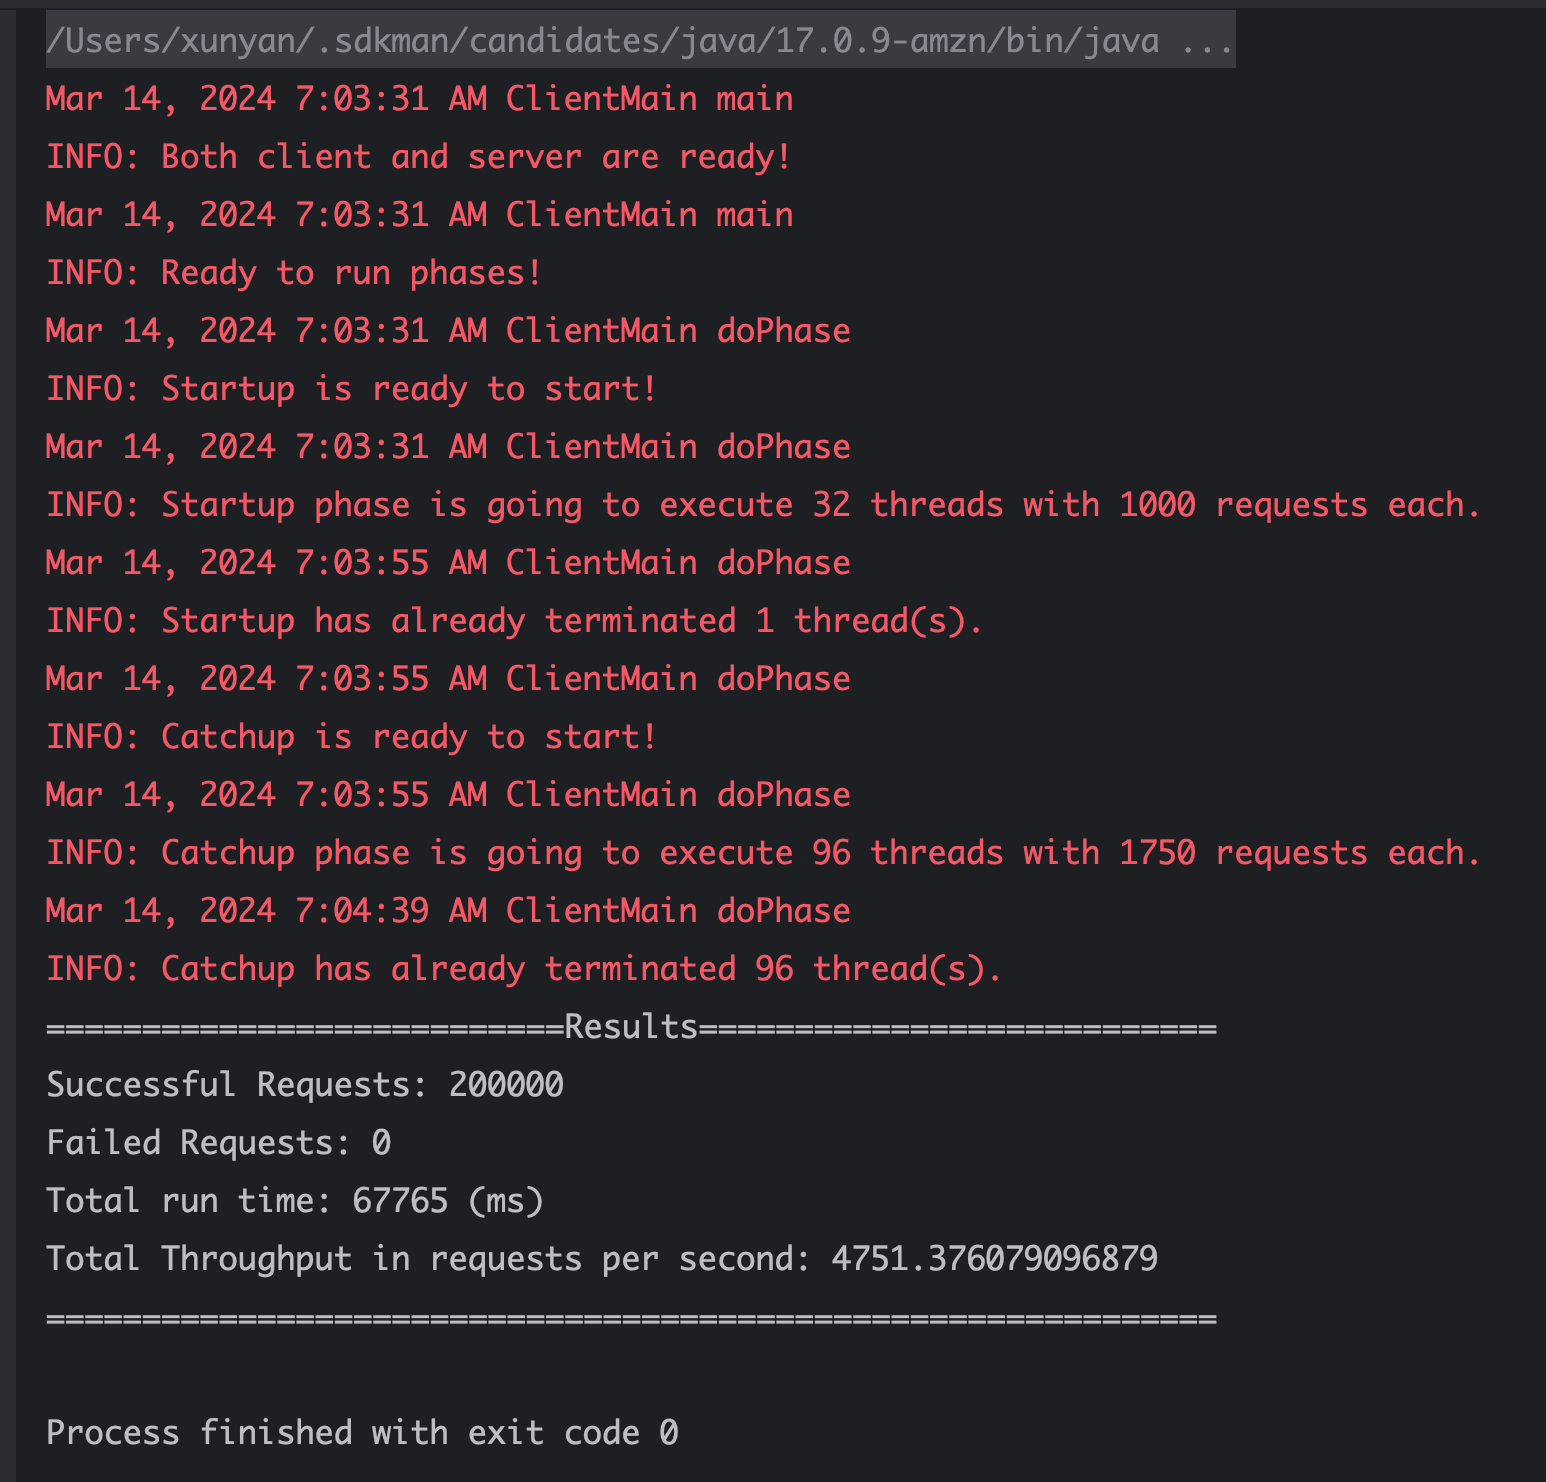 /Users/xunyan/.sdkman/candidates/java/17.0.9-amzn/bin/java ...
Mar 14, 2024 7:03:31 AM ClientMain main
INFO: Both client and server are ready!
Mar 14, 2024 7:03:31 AM ClientMain main
INFO: Ready to run phases!
Mar 14, 2024 7:03:31 AM ClientMain doPhase
INFO: Startup is ready to start!
Mar 14, 2024 7:03:31 AM ClientMain doPhase
INFO: Startup phase is going to execute 32 threads with 1000 requests each.
Mar 14, 2024 7:03:55 AM ClientMain doPhase
INFO: Startup has already terminated 1 thread(s).
Mar 14, 2024 7:03:55 AM ClientMain doPhase
INFO: Catchup is ready to start!
Mar 14, 2024 7:03:55 AM ClientMain doPhase
INFO: Catchup phase is going to execute 96 threads with 1750 requests each.
Mar 14, 2024 7:04:39 AM ClientMain doPhase
INFO: Catchup has already terminated 96 thread(s).
===========================Results===========================
Successful Requests: 200000
Failed Requests: 0
Total run time: 67765 (ms)
Total Throughput in requests per second: 4751.376079096879
=============================================================
Process finished with exit code 0